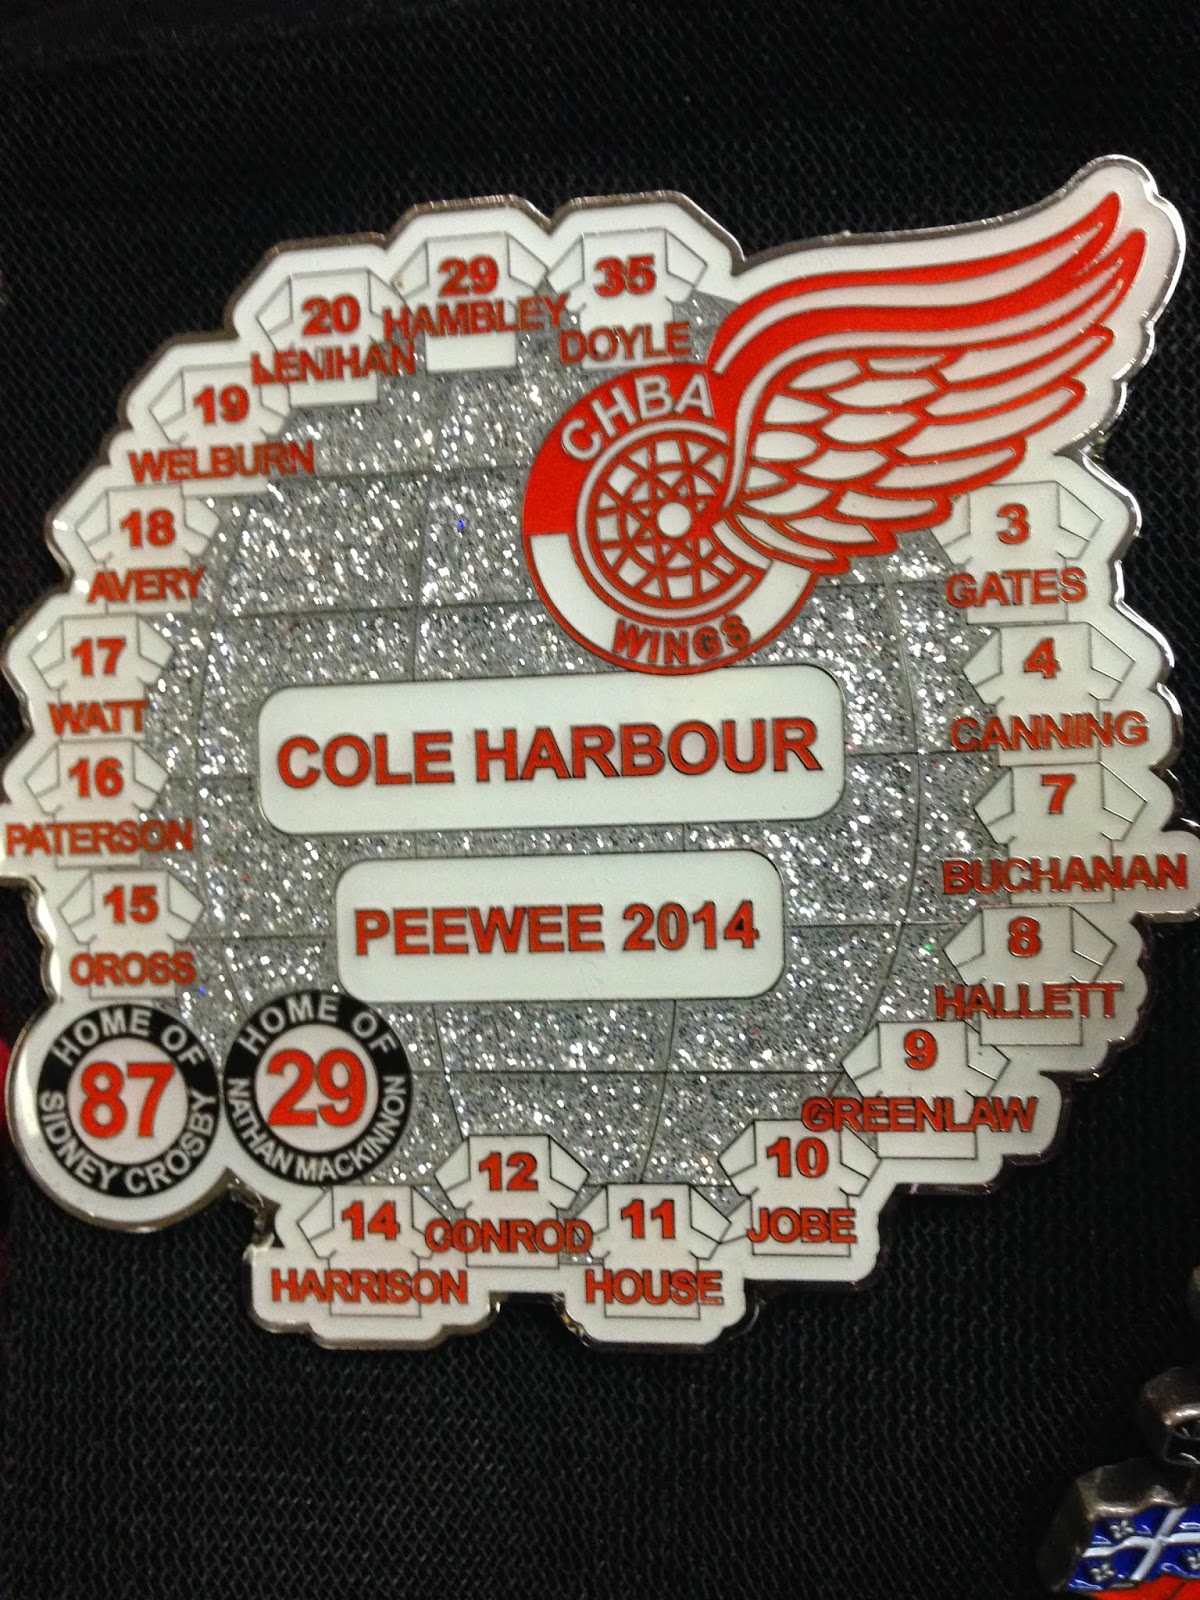 29
HAMBLEY
35
DOYLE
20
LENIHAN
19
WELBURN
CHBA
WINGS
18
AVERY
3
GATES
17
WATT
4
CANNING
COLE HARBOUR
16
PATERSON
7
BUCHANAN
PEEWEE 2014
15
OROSS
8
HALLETT
HOME OF
87
SIDNEY CROSBY
HOME OF
29
NATHAN MACKINNON
9
GREENLAW
10
JOBE
12
CONROD
11
HOUSE
14
HARRISON